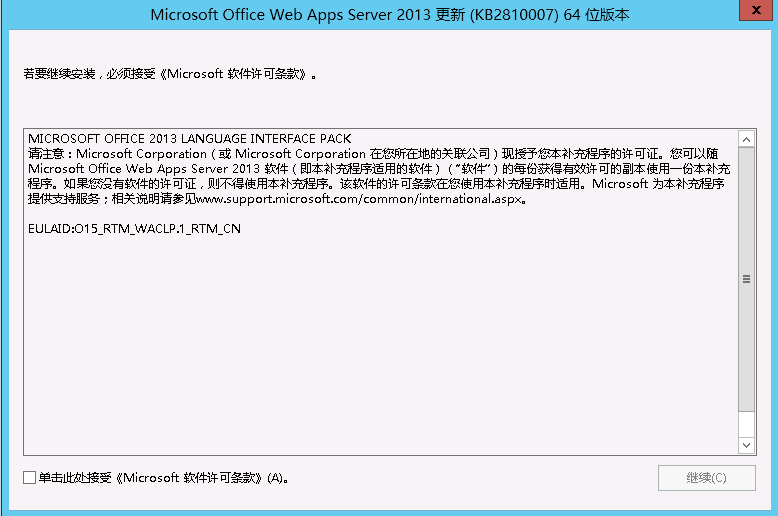 Microsoft Office Web Apps Server 2013 更新 (KB2810007) 64 位版本
x
若要继续安装，必须接受《Microsoft 软件许可条款》。
MICROSOFT OFFICE 2013 LANGUAGE INTERFACE PACK
请注意：Microsoft Corporation（或 Microsoft Corporation 在您所在地的关联公司）现授予您本补充程序的许可证。您可以随
Microsoft Office Web Apps Server 2013 软件（即本补充程序适用的软件）（“软件”）的每份获得有效许可的副本使用一份本补充
程序。如果您没有软件的许可证，则不得使用本补充程序。该软件的许可条款在您使用本补充程序时适用。Microsoft 为本补充程序
提供支持服务；相关说明请参见www.support.microsoft.com/common/international.aspx。
EULAID:O15_RTM_WACLP.1_RTM_CN
单击此处接受《Microsoft 软件许可条款》(A)。
继续(C)